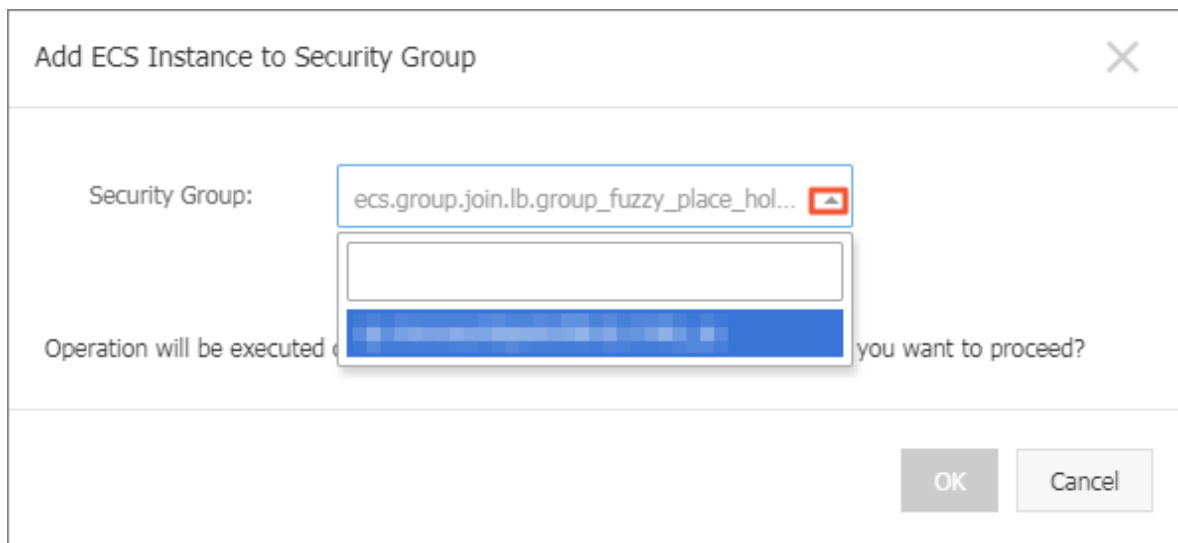 Add ECS Instance to Security Group
Security Group: ecs.group.join.lb.group_fuzzy_place_hol...
Operation will be executed you want to proceed?
OK Cancel